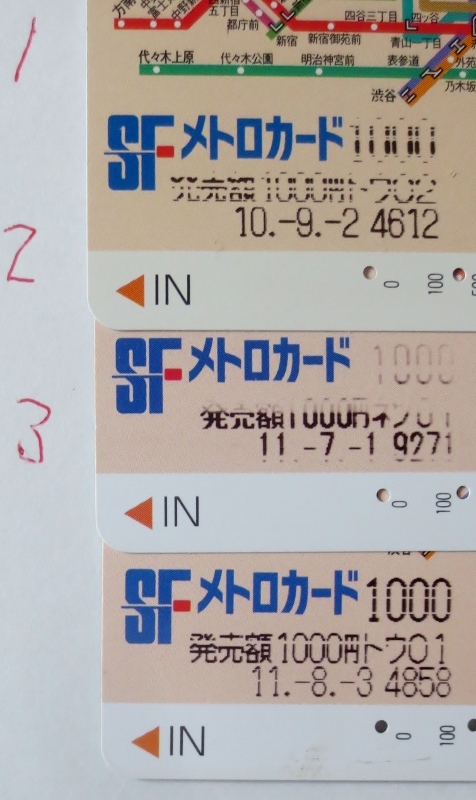 1
五丁目
都庁前
新宿
新宿御苑前
四谷三丁目
四ツ谷
青山一丁目
代々木上原
代々木公園
明治神宮前
表参道
外苑
渋谷
乃木坂
SF メトロカード 1000
発売額1000円トウ02
10.-9.-2 4612
IN
0
100
2
SF メトロカード 1000
発売額1000円ネ 01
11.-7.-1 9271
IN
0
100
3
SF メトロカード 1000
発売額1000円トウ01
11.-8.-3 4858
IN
0
100